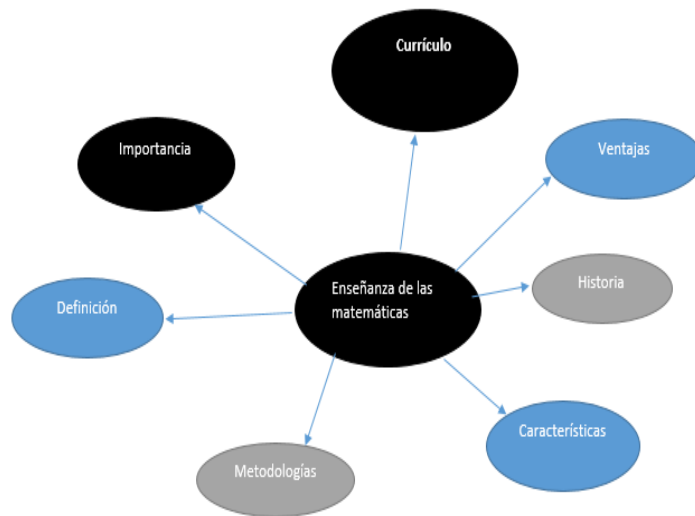 Currículo
Importancia
Ventajas
Enseñanza de las
matemáticas
Historia
Definición
Características
Metodologías